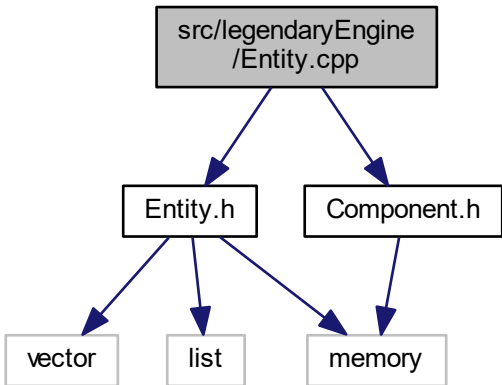 src/legendaryEngine
/Entity.cpp
Entity.h
Component.h
vector
list
memory